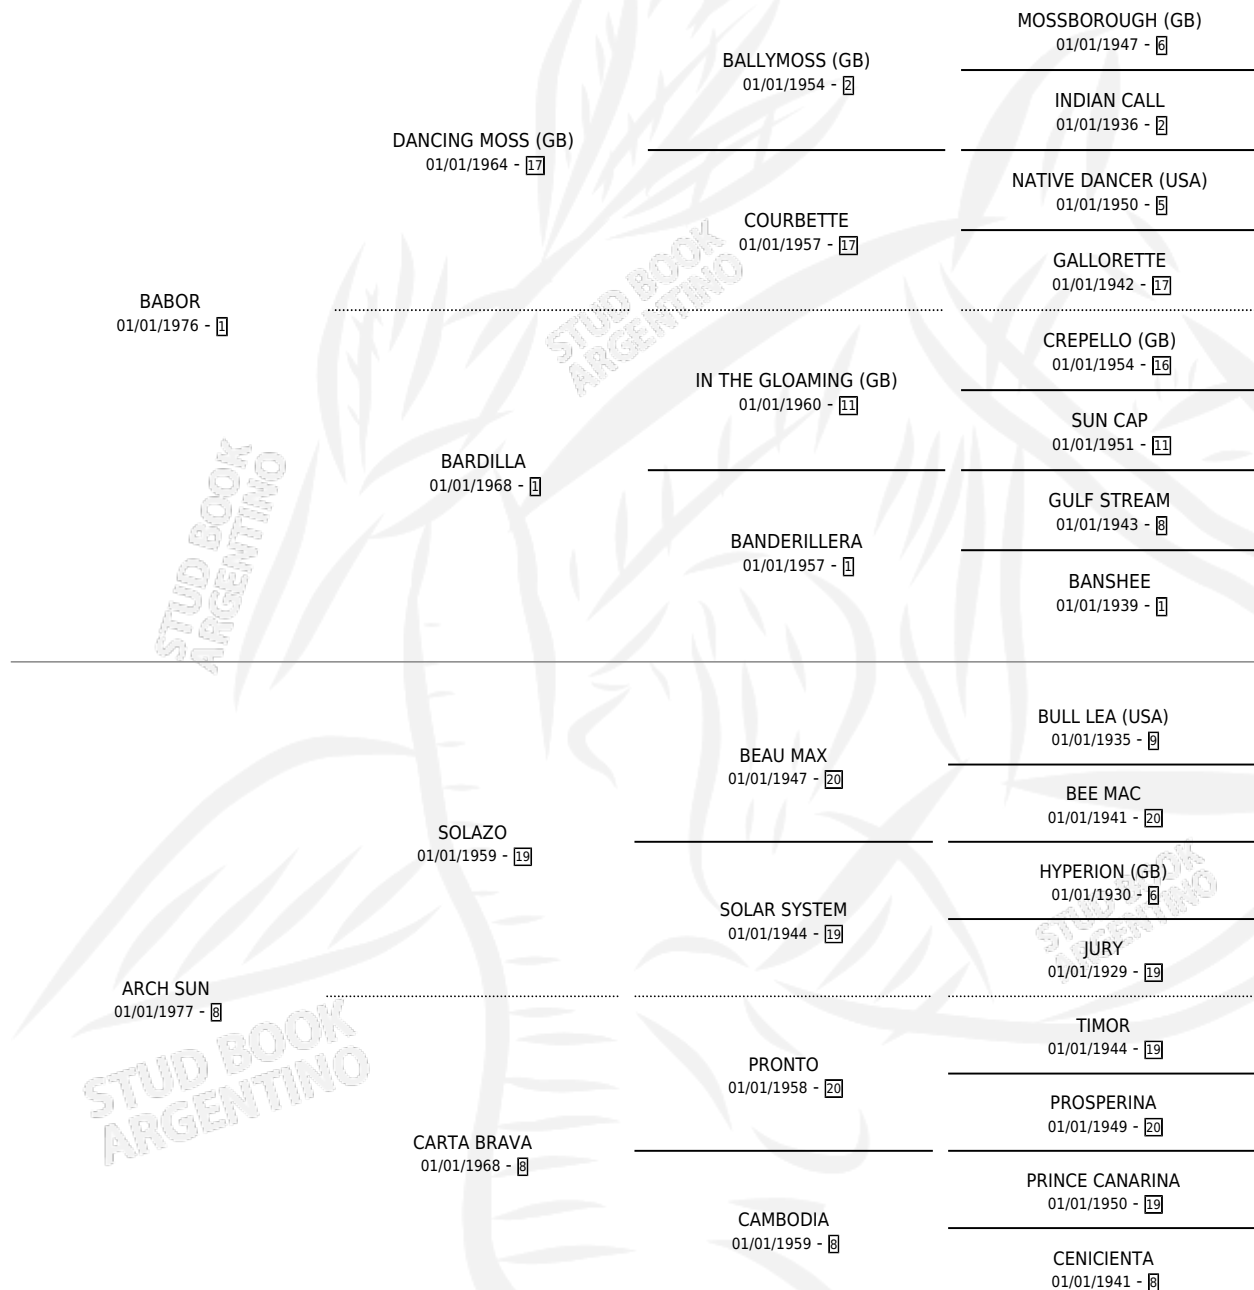 MOSSBOROUGH (GB)
01/01/1947 - 6
BALLYMOSS (GB)
01/01/1954 - 2
INDIAN CALL
01/01/1936 - 2
DANCING MOSS (GB)
01/01/1964 - 17
NATIVE DANCER (USA)
01/01/1950 - 5
COURBETTE
01/01/1957 - 17
GALLORETTE
01/01/1942 - 17
BABOR
01/01/1976 - 1
STUD BOOK
ARGENTINO
CREPELLO (GB)
01/01/1954 - 16
IN THE GLOAMING (GB)
01/01/1960 - 11
SUN CAP
01/01/1951 - 11
BARDILLA
01/01/1968 - 1
GULF STREAM
01/01/1943 - 8
BANDERILLERA
01/01/1957 - 1
BANSHEE
01/01/1939 - 1
STUD BOOK
ARGENTINO
BULL LEA (USA)
01/01/1935 - 9
BEAU MAX
01/01/1947 - 20
BEE MAC
01/01/1941 - 20
SOLAZO
01/01/1959 - 19
HYPERION (GB)
01/01/1930 - 6
SOLAR SYSTEM
01/01/1944 - 19
STUD BOOK
ARGENTINO
JURY
01/01/1929 - 19
ARCH SUN
01/01/1977 - 8
STUD BOOK
ARGENTINO
TIMOR
01/01/1944 - 19
PRONTO
01/01/1958 - 20
PROSPERINA
01/01/1949 - 20
CARTA BRAVA
01/01/1968 - 8
PRINCE CANARINA
01/01/1950 - 19
CAMBODIA
01/01/1959 - 8
CENICIENTA
01/01/1941 - 8